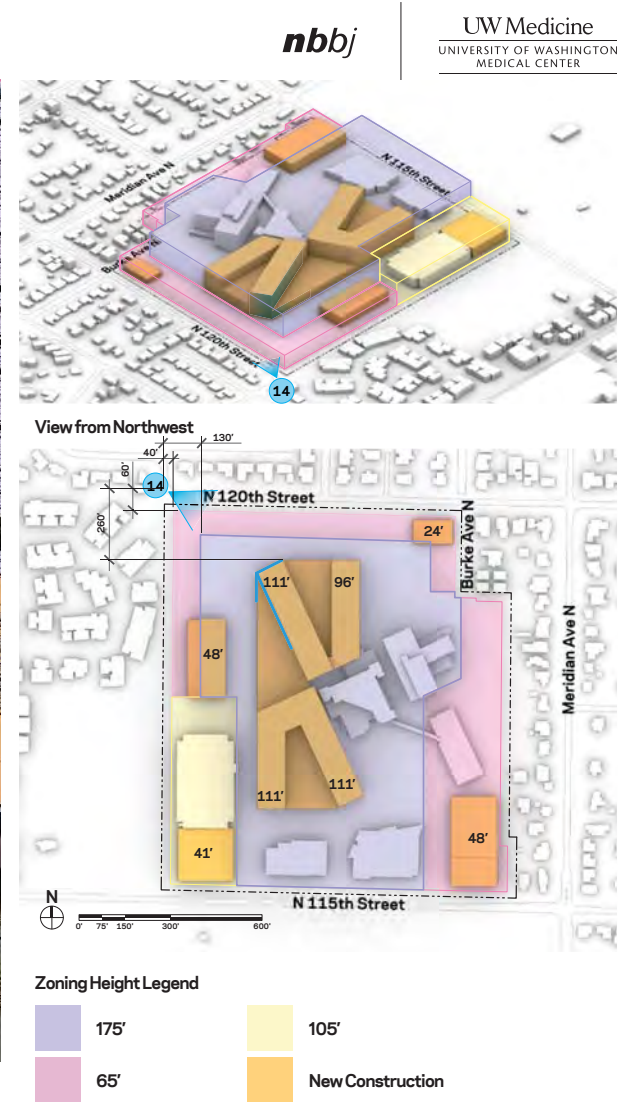 nbbj
UW Medicine
UNIVERSITY OF WASHINGTON
MEDICAL CENTER
Meridian Ave N
N 115th Street
Burke Ave N
N 120th Street
14
View from Northwest
130'
40'
60'
14
N 120th Street
260'
24'
Burke Ave N
111'
96'
48'
Meridian Ave N
111'
111'
48'
41'
N 115th Street
N
0' 75' 150' 300' 600'
Zoning Height Legend
175'
105'
65'
New Construction